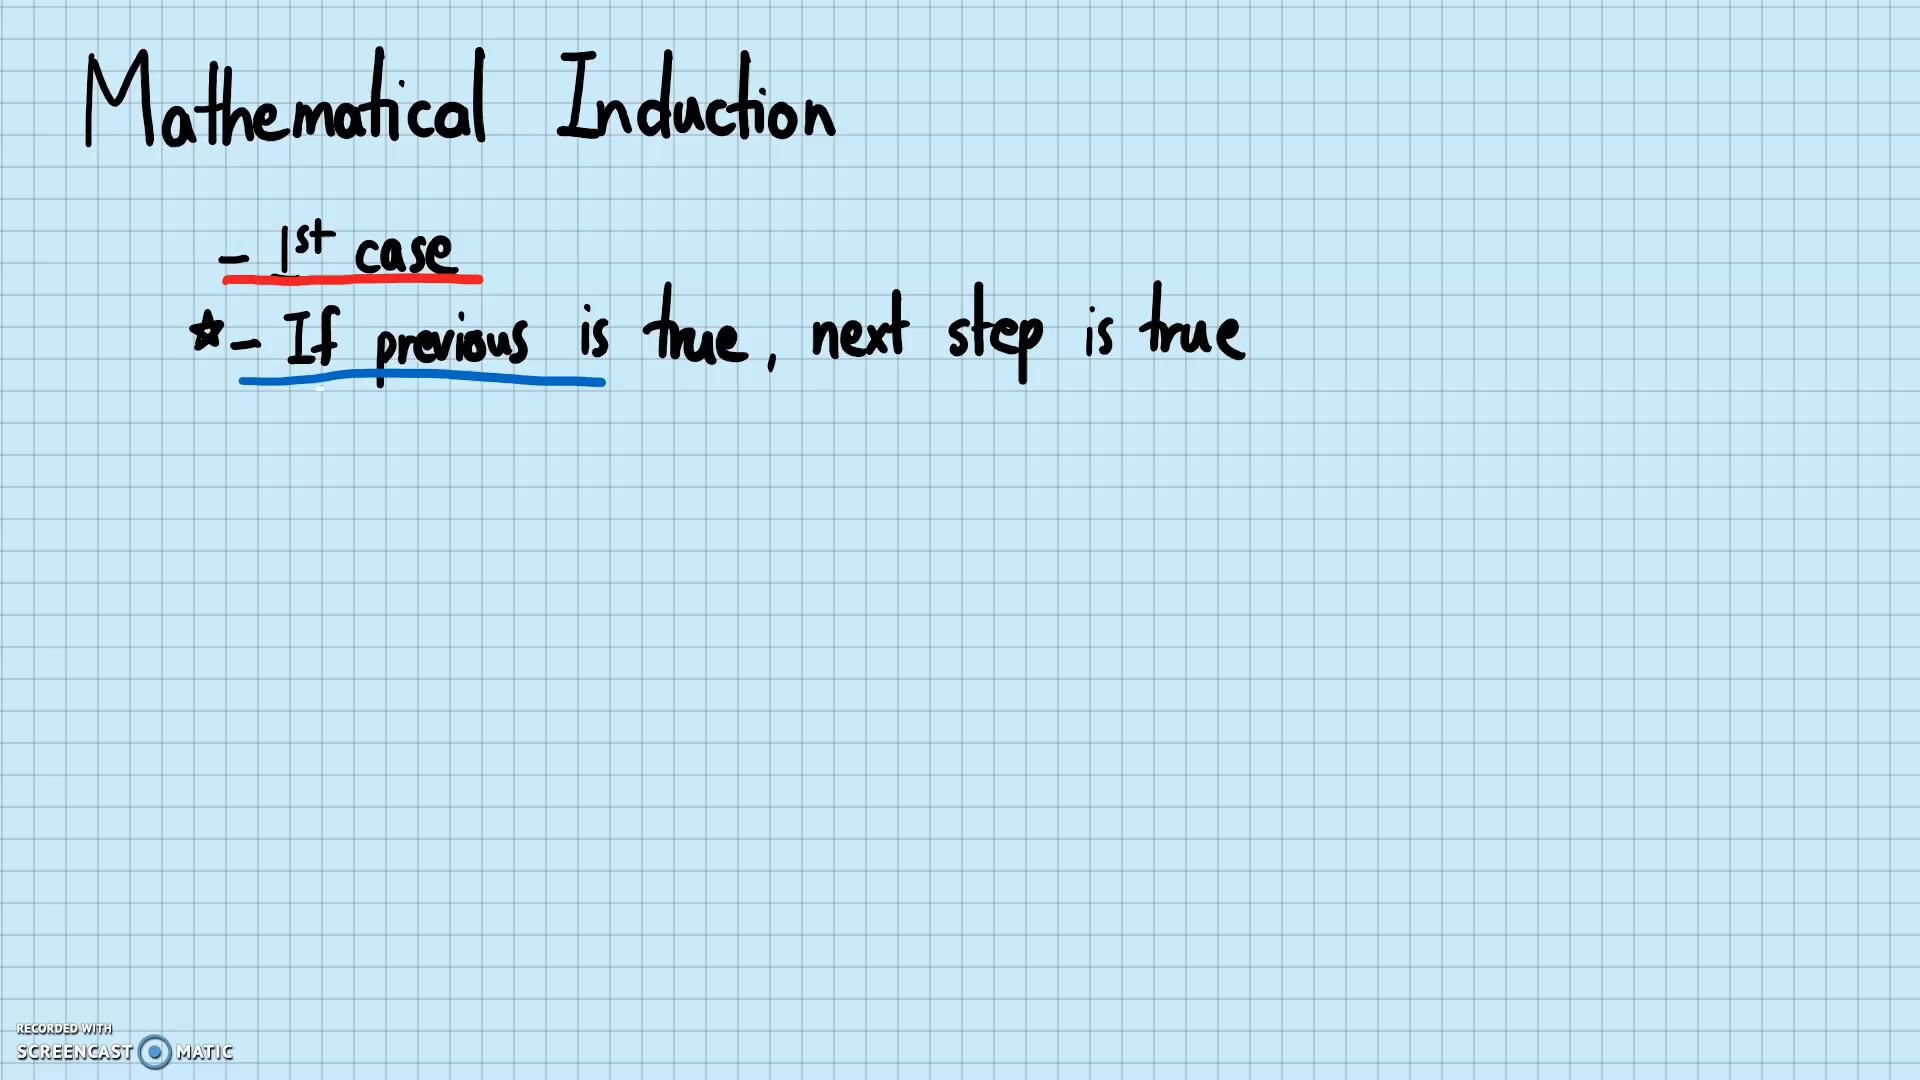 Mathematical Induction
- 1st case
☆- If previous is true, next step is true
RECORDED WITH
SCREENCAST MATIC